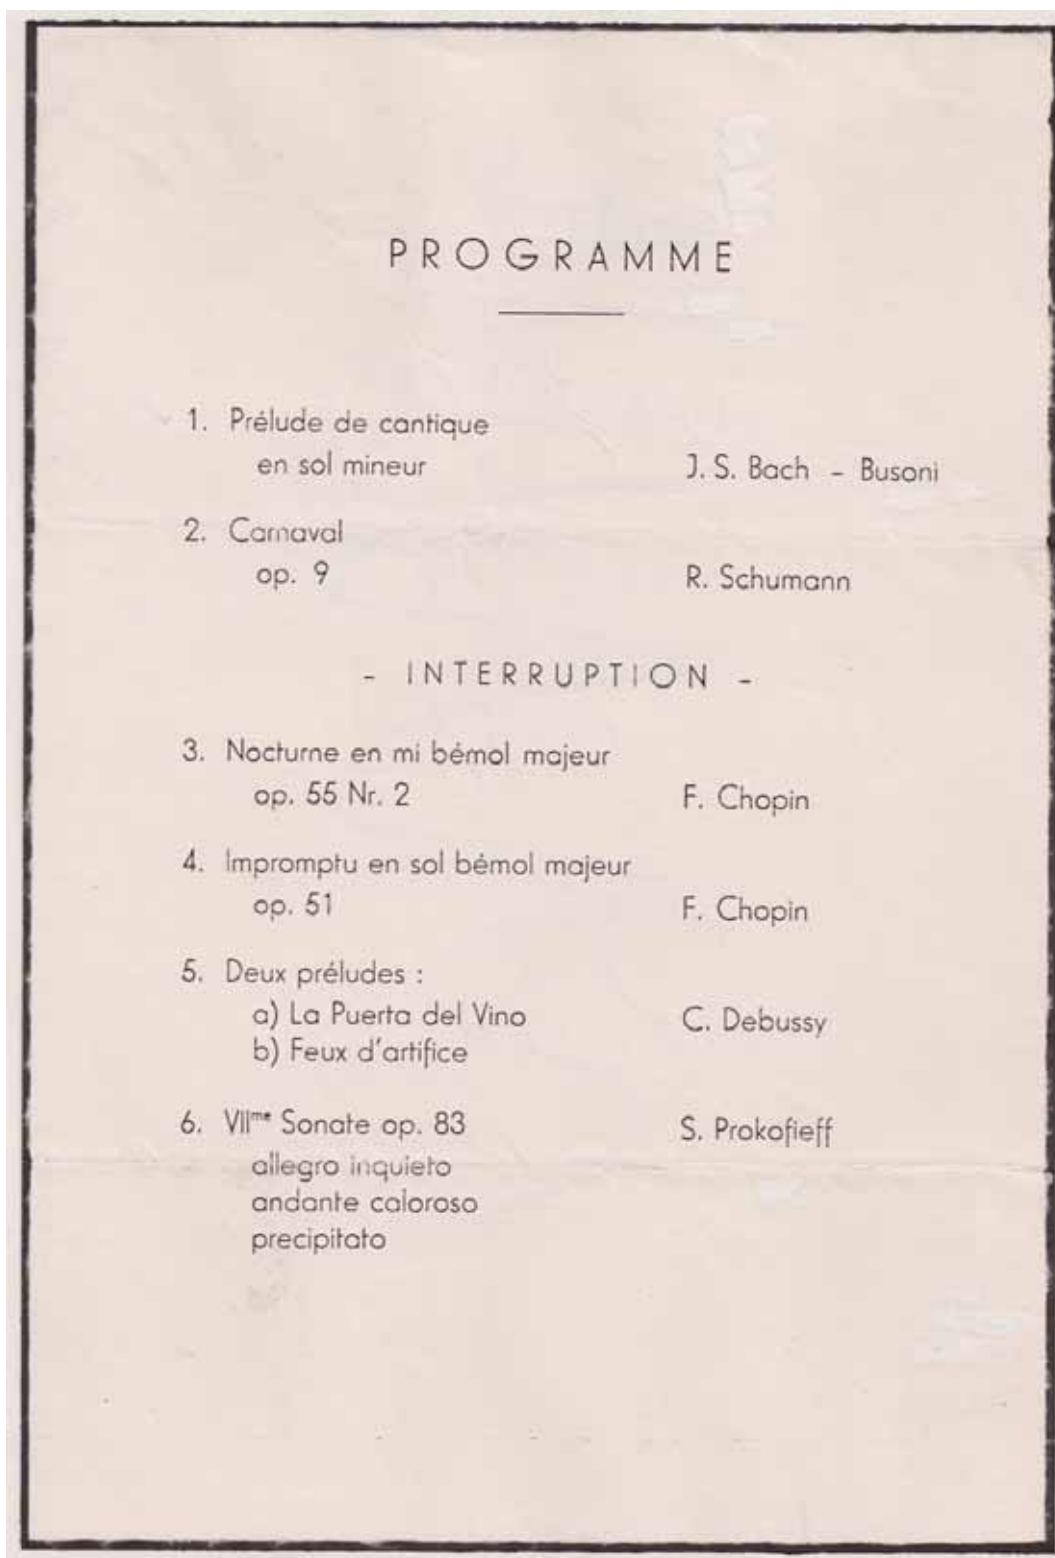 PROGRAMME
1. Prélude de cantique
en sol mineur J. S. Bach - Busoni
2. Carnaval
op. 9 R. Schumann
- INTERRUPTION -
3. Nocturne en mi bémol majeur
op. 55 Nr. 2 F. Chopin
4. Impromptu en sol bémol majeur
op. 51 F. Chopin
5. Deux préludes :
a) La Puerta del Vino C. Debussy
b) Feux d'artifice
6. VIIme Sonate op. 83 S. Prokofieff
allegro inquieto
andante caloroso
precipitato